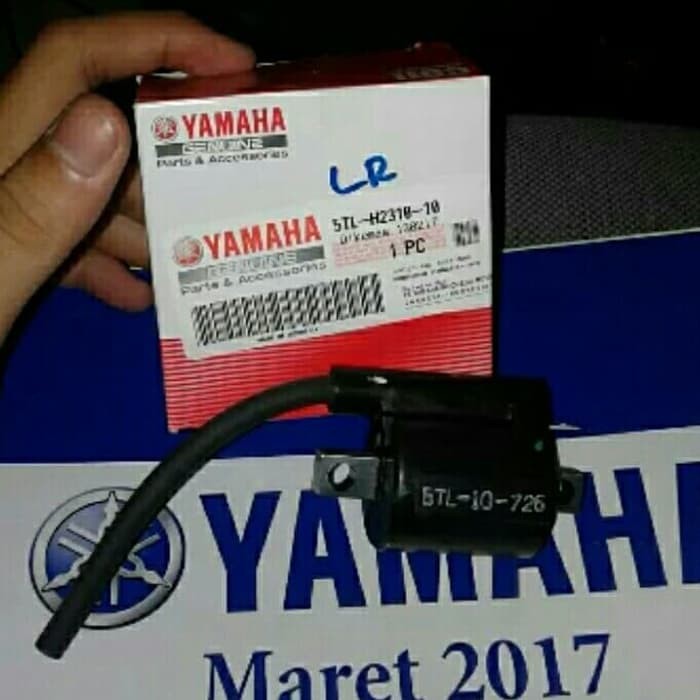 YAMAHA
GENUINE
Parts & Accessories
LR
5TL-H2310-10
YAMAHA
GENUINE
Parts & Accessories
1 PC
5TL-10-726
YAMAHA
Maret 2017